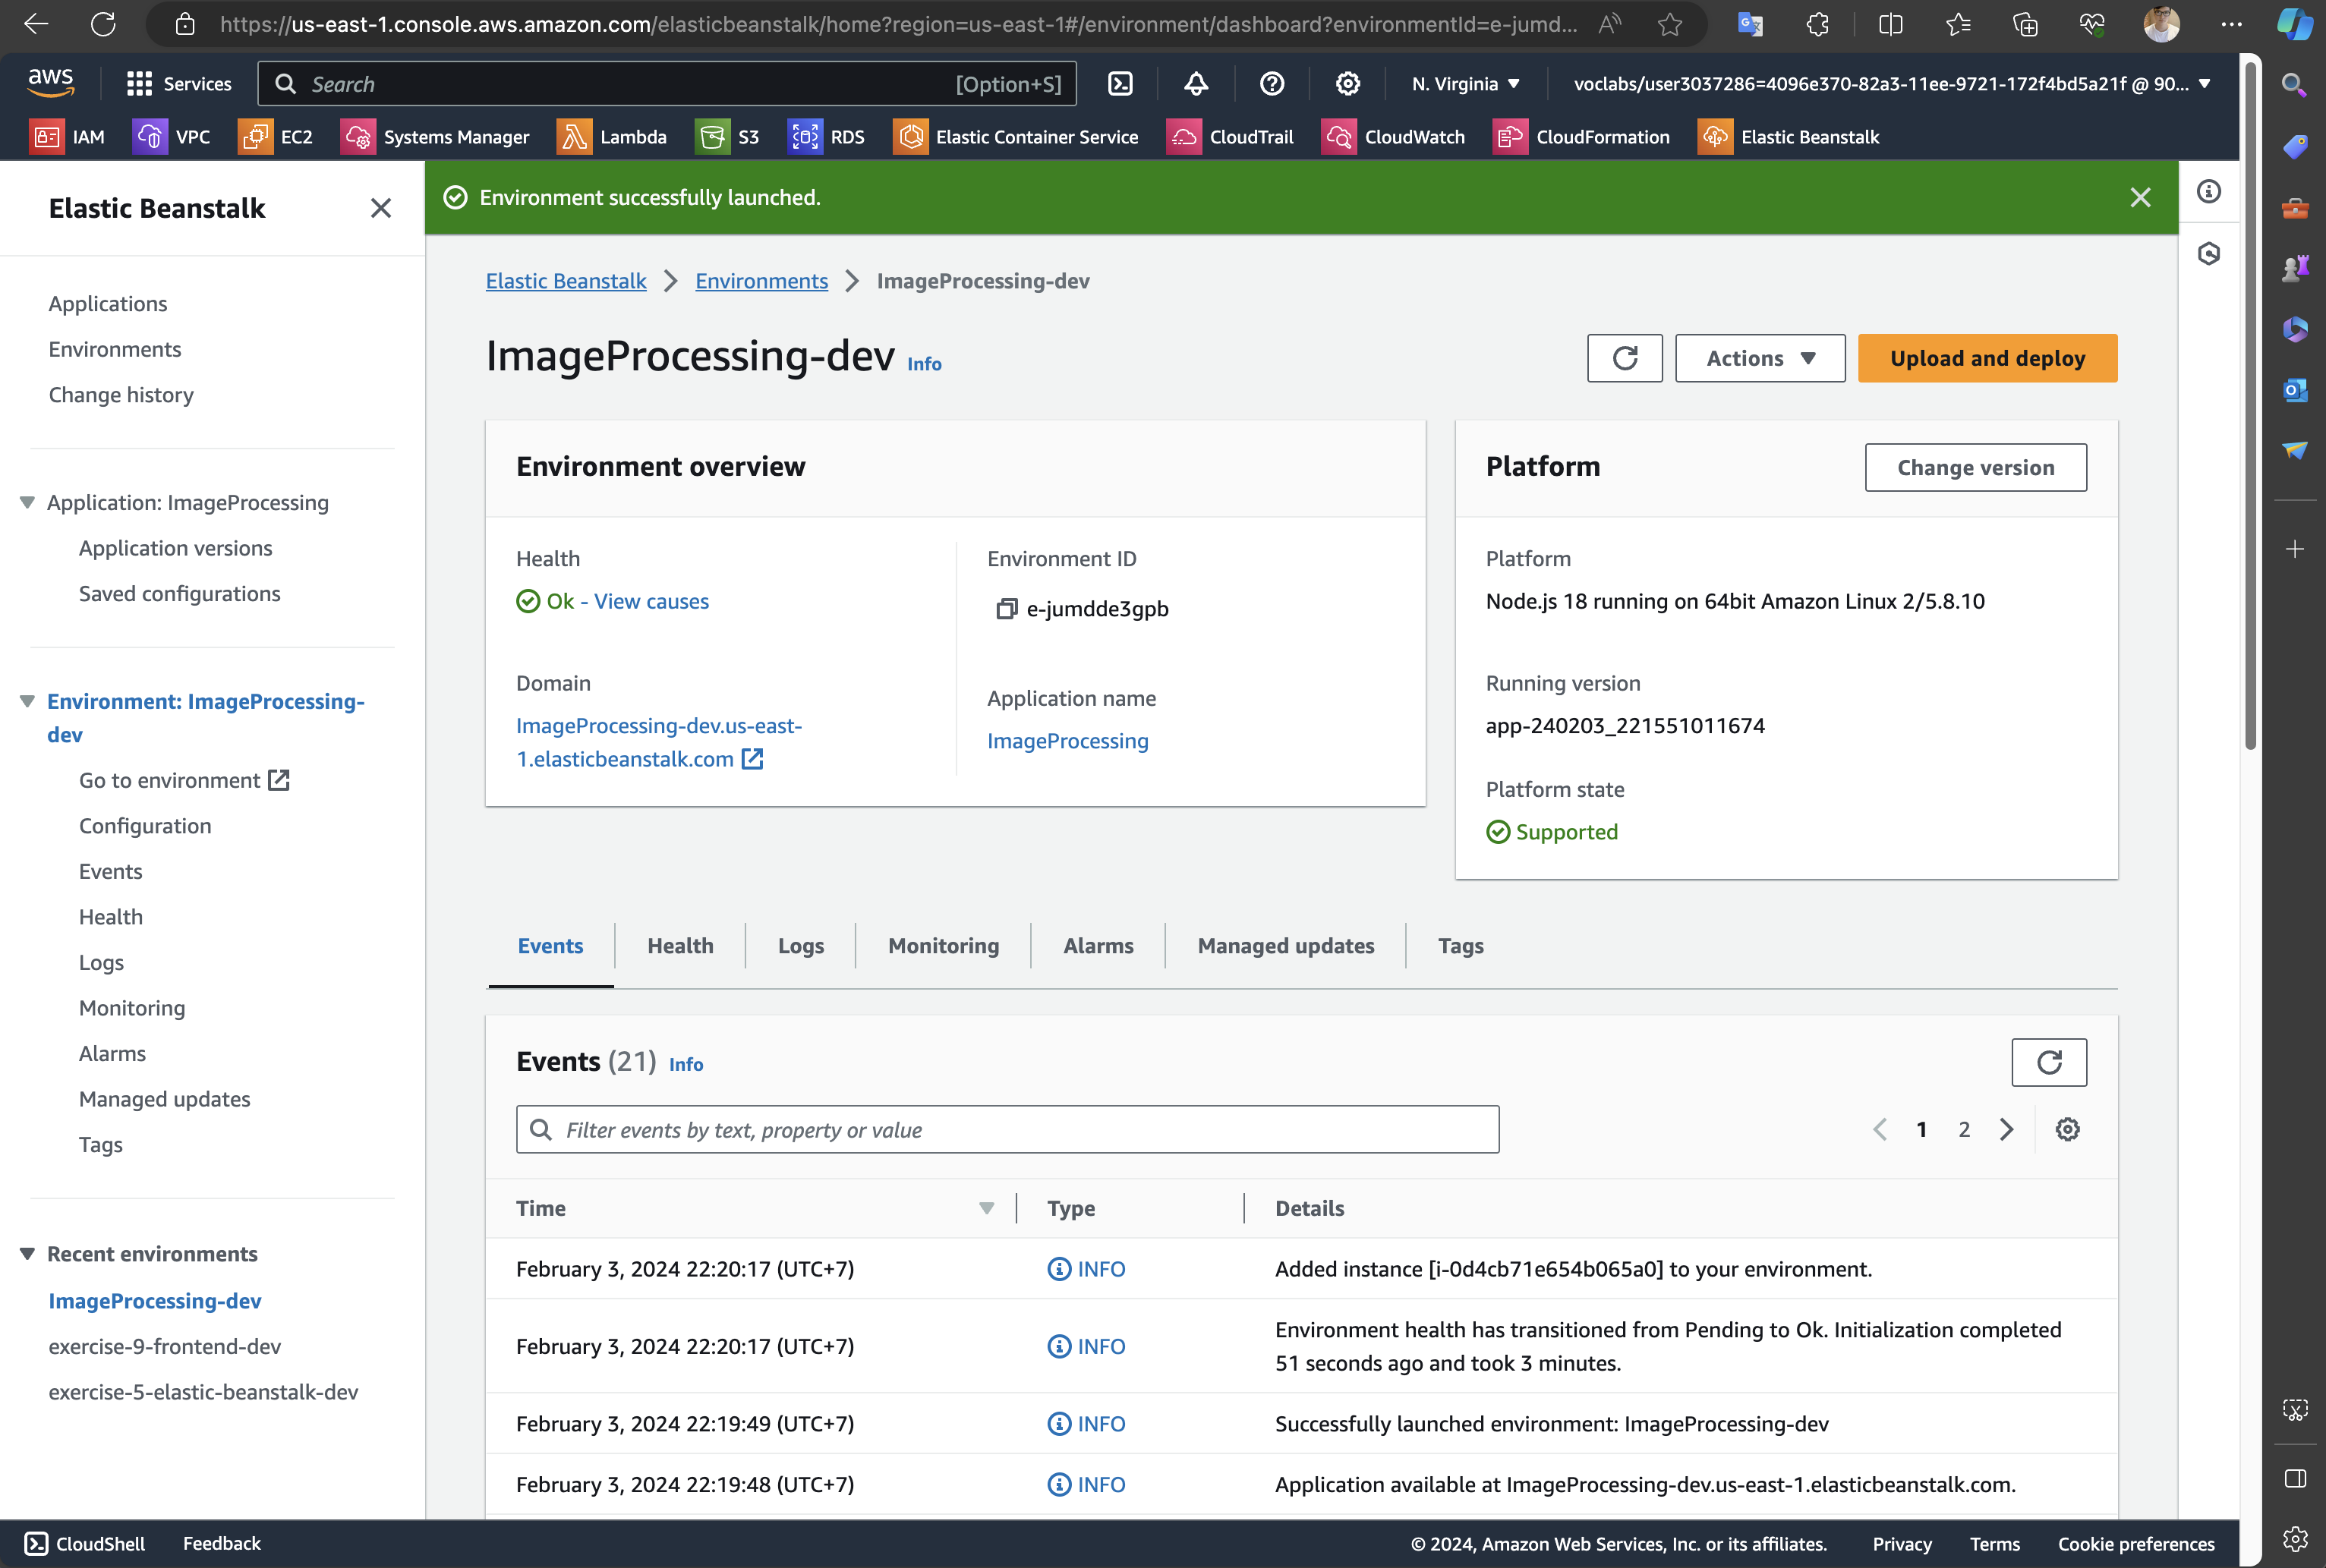 https://us-east-1.console.aws.amazon.com/elasticbeanstalk/home?region=us-east-1#/environment/dashboard?environmentId=e-jumd...
aws
Services
Search
[Option+S]
N. Virginia
voclabs/user3037286=4096e370-82a3-11ee-9721-172f4bd5a21f @ 90...
IAM
VPC
EC2
Systems Manager
Lambda
S3
RDS
Elastic Container Service
CloudTrail
CloudWatch
CloudFormation
Elastic Beanstalk
Elastic Beanstalk
Applications
Environments
Change history
Application: ImageProcessing
Application versions
Saved configurations
Environment: ImageProcessing-
dev
Go to environment
Configuration
Events
Health
Logs
Monitoring
Alarms
Managed updates
Tags
Recent environments
ImageProcessing-dev
exercise-9-frontend-dev
exercise-5-elastic-beanstalk-dev
Environment successfully launched.
Elastic Beanstalk
Environments
ImageProcessing-dev
ImageProcessing-dev
Info
Actions
Upload and deploy
Environment overview
Health
Ok - View causes
Domain
ImageProcessing-dev.us-east-
1.elasticbeanstalk.com
Environment ID
e-jumdde3gpb
Application name
ImageProcessing
Platform
Change version
Platform
Node.js 18 running on 64bit Amazon Linux 2/5.8.10
Running version
app-240203_221551011674
Platform state
Supported
Events
Health
Logs
Monitoring
Alarms
Managed updates
Tags
Events (21)
Info
Filter events by text, property or value
1
2
Time
Type
Details
February 3, 2024 22:20:17 (UTC+7)
INFO
Added instance [i-0d4cb71e654b065a0] to your environment.
February 3, 2024 22:20:17 (UTC+7)
INFO
Environment health has transitioned from Pending to Ok. Initialization completed
51 seconds ago and took 3 minutes.
February 3, 2024 22:19:49 (UTC+7)
INFO
Successfully launched environment: ImageProcessing-dev
February 3, 2024 22:19:48 (UTC+7)
INFO
Application available at ImageProcessing-dev.us-east-1.elasticbeanstalk.com.
CloudShell
Feedback
© 2024, Amazon Web Services, Inc. or its affiliates.
Privacy
Terms
Cookie preferences